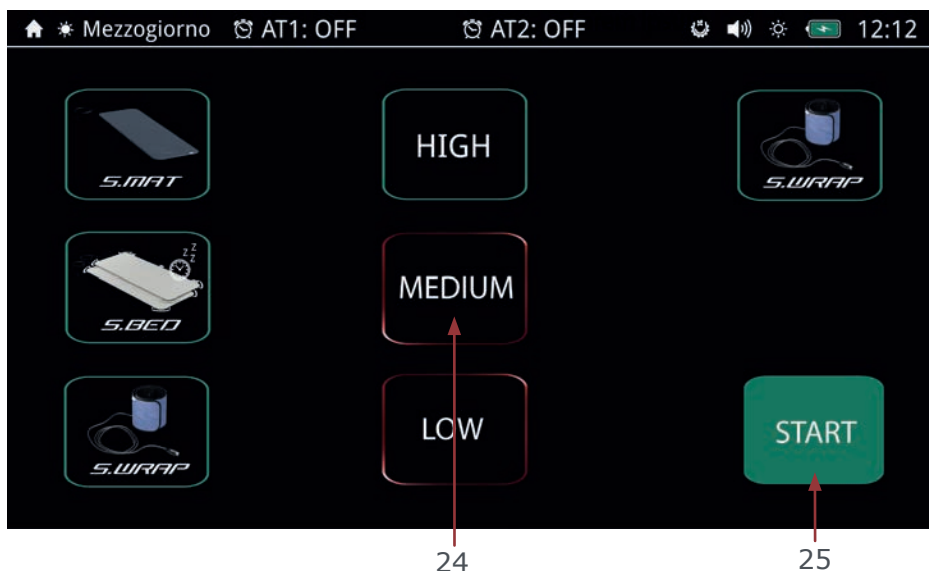 Mezzogiorno AT1: OFF AT2: OFF 12:12
S.MAT
HIGH
S.WRAP
z z z
S.BED
MEDIUM
S.WRAP
LOW
START
24
25